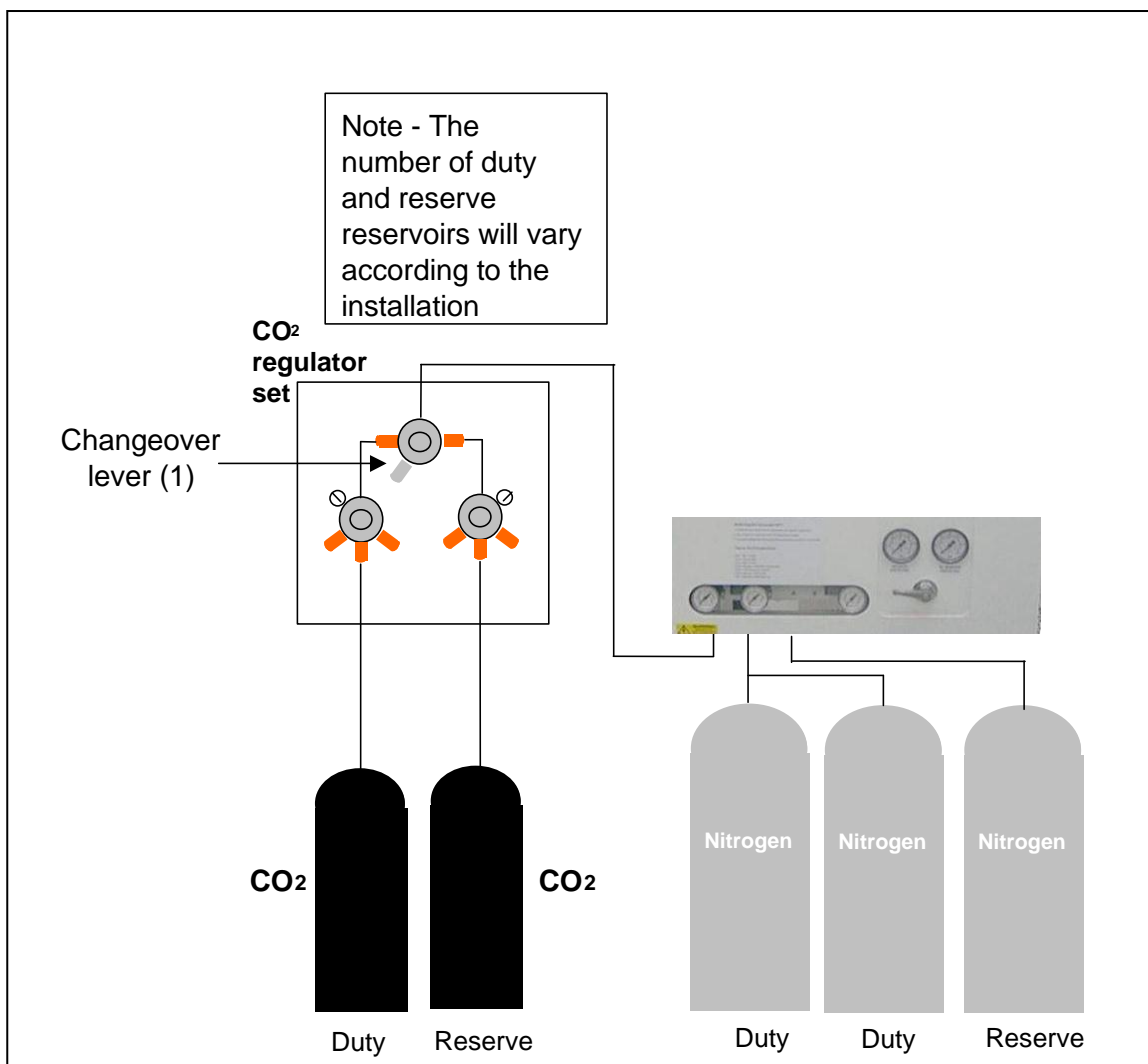 Note - The
number of duty
and reserve
reservoirs will vary
according to the
installation
CO2
regulator
set
Changeover
lever (1)
Nitrogen
Nitrogen
Nitrogen
CO2
CO2
Duty
Reserve
Duty
Duty
Reserve